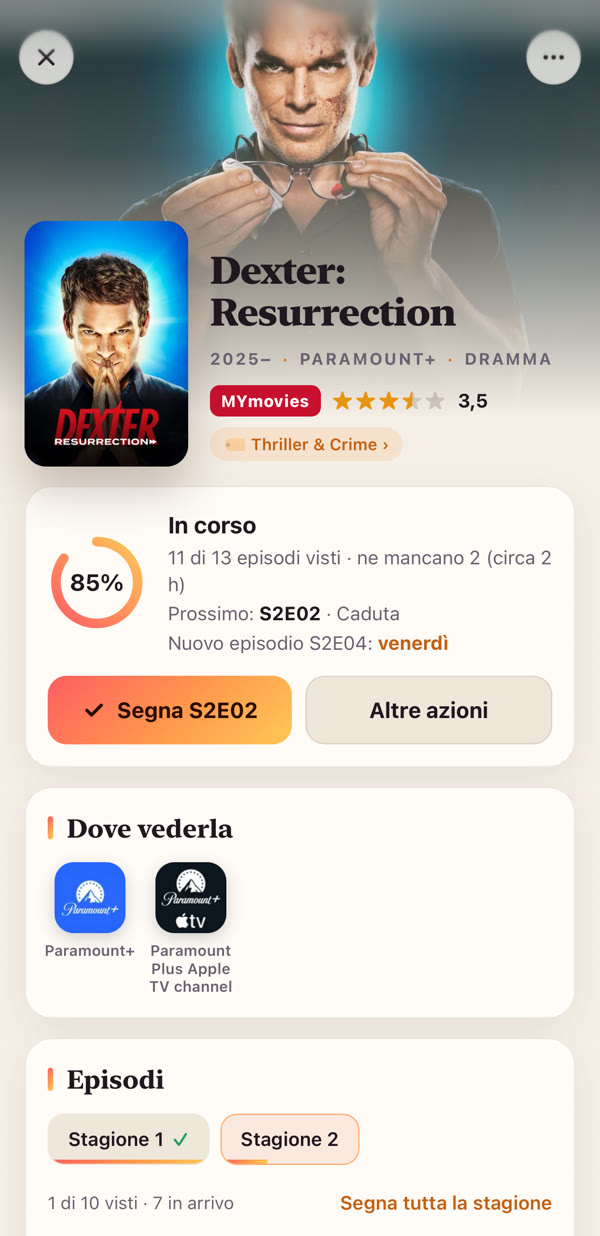 Dexter:
Resurrection
2025– · PARAMOUNT+ · DRAMMA
MYmovies 3,5
Thriller & Crime ›
DEXTER
RESURRECTION
85%
In corso
11 di 13 episodi visti · ne mancano 2 (circa 2
h)
Prossimo: S2E02 · Caduta
Nuovo episodio S2E04: venerdì
Segna S2E02
Altre azioni
Dove vederla
Paramount+
Paramount+
tv
Paramount+
Paramount
Plus Apple
TV channel
Episodi
Stagione 1 ✓
Stagione 2
1 di 10 visti · 7 in arrivo
Segna tutta la stagione